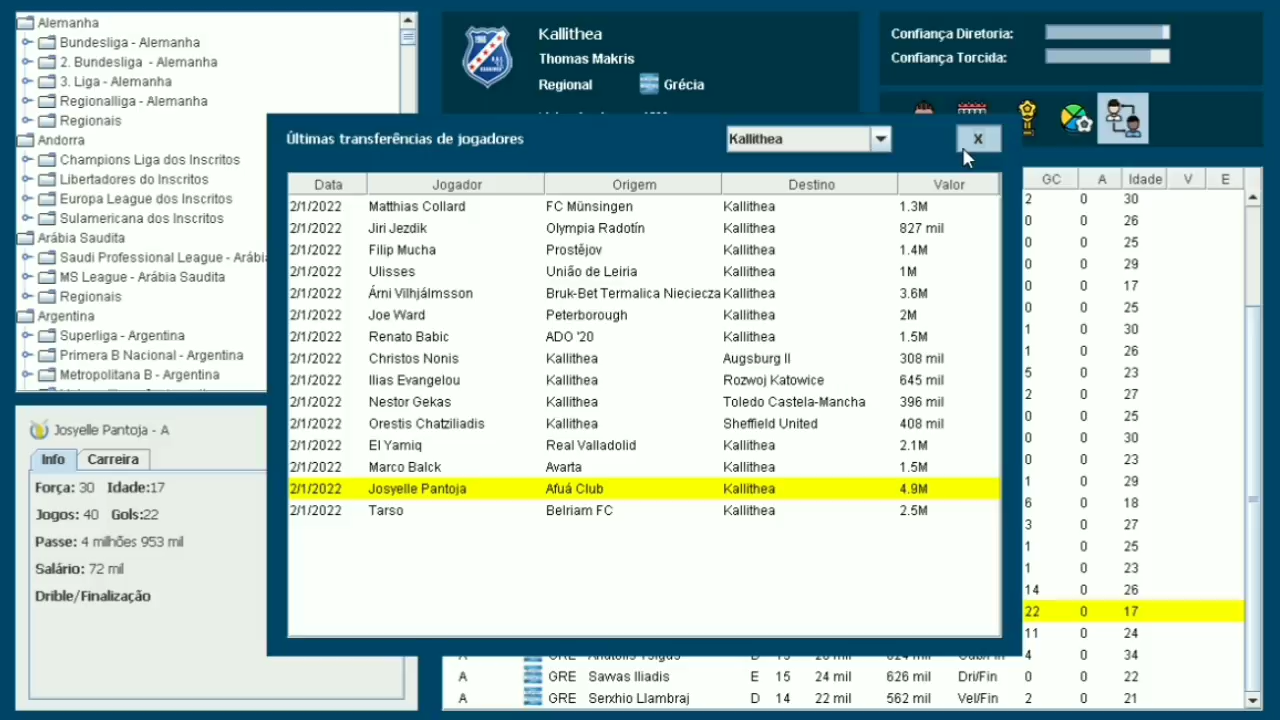 Alemanha
Bundesliga - Alemanha
2. Bundesliga - Alemanha
3. Liga - Alemanha
Regionalliga - Alemanha
Regionais
Andorra
Champions Liga dos Inscritos
Libertadores do Inscritos
Europa League dos Inscritos
Sulamericana dos Inscritos
Arábia Saudita
Saudi Professional League - Arábia
MS League - Arábia Saudita
Regionais
Argentina
Superliga - Argentina
Primera B Nacional - Argentina
Metropolitana B - Argentina
Kallithea
Thomas Makris
Regional Grécia
Confiança Diretoria:
Confiança Torcida:
Últimas transferências de jogadores Kallithea X
Data Jogador Origem Destino Valor
2/1/2022 Matthias Collard FC Münsingen Kallithea 1.3M
2/1/2022 Jiri Jezdik Olympia Radotín Kallithea 827 mil
2/1/2022 Filip Mucha Prostějov Kallithea 1.4M
2/1/2022 Ulisses União de Leiria Kallithea 1M
2/1/2022 Árni Vilhjálmsson Bruk-Bet Termalica Nieciecza Kallithea 3.6M
2/1/2022 Joe Ward Peterborough Kallithea 2M
2/1/2022 Renato Babic ADO '20 Kallithea 1.5M
2/1/2022 Christos Nonis Kallithea Augsburg II 308 mil
2/1/2022 Ilias Evangelou Kallithea Rozwoj Katowice 645 mil
2/1/2022 Nestor Gekas Kallithea Toledo Castela-Mancha 396 mil
2/1/2022 Orestis Chatziliadis Kallithea Sheffield United 408 mil
2/1/2022 El Yamiq Real Valladolid Kallithea 2.1M
2/1/2022 Marco Balck Avarta Kallithea 1.5M
2/1/2022 Josyelle Pantoja Afuá Club Kallithea 4.9M
2/1/2022 Tarso Belriam FC Kallithea 2.5M
GC A Idade V E
2 0 30
0 0 26
0 0 25
0 0 29
0 0 17
0 0 25
1 0 30
1 0 26
5 0 23
2 0 27
0 0 25
0 0 30
0 0 23
1 0 29
6 0 18
3 0 27
1 0 25
1 0 23
14 0 26
22 0 17
11 0 24
4 0 34
A GRE Sawas Iliadis E 15 24 mil 626 mil Dri/Fin 0 0 22
A GRE Serxhio Llambraj D 14 22 mil 562 mil Vel/Fin 2 0 21
Josyelle Pantoja - A
Info Carreira
Força: 30 Idade:17
Jogos: 40 Gols:22
Passe: 4 milhões 953 mil
Salário: 72 mil
Drible/Finalização